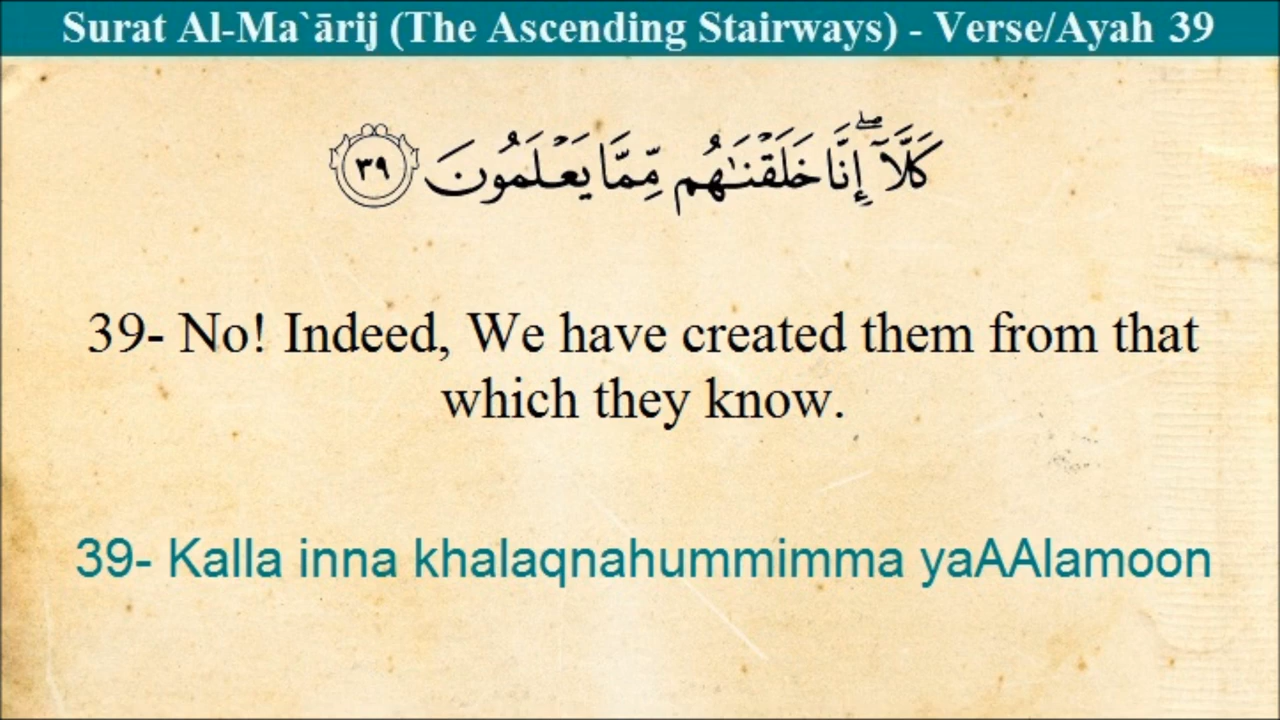 Surat Al-Ma`ārij (The Ascending Stairways) - Verse/Ayah 39
كَلَّآ ۖ إِنَّا خَلَقْنَـٰهُم مِّمَّا يَعْلَمُونَ ٣٩
39- No! Indeed, We have created them from that
which they know.
39- Kalla inna khalaqnahummimma yaAAlamoon